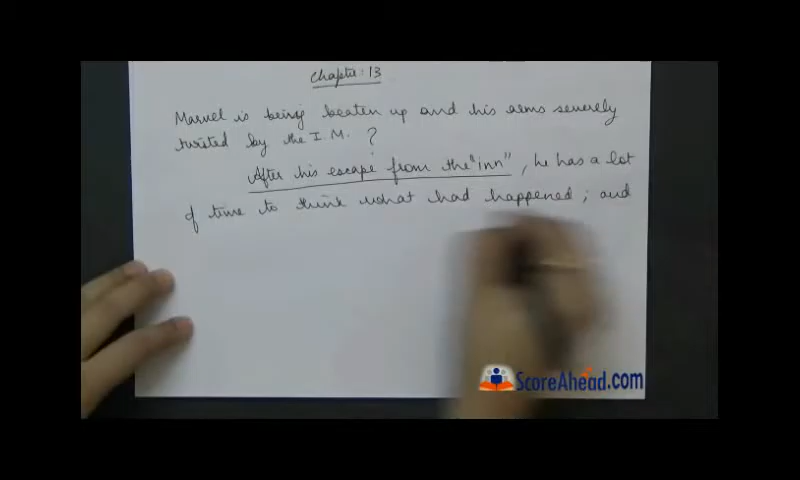 Chapter: 13
Marvel is being beaten up and his arms severely
twisted by the I.M. ?
After his escape from the "inn", he has a lot
of time to think what had happened; and
ScoreAhead.com